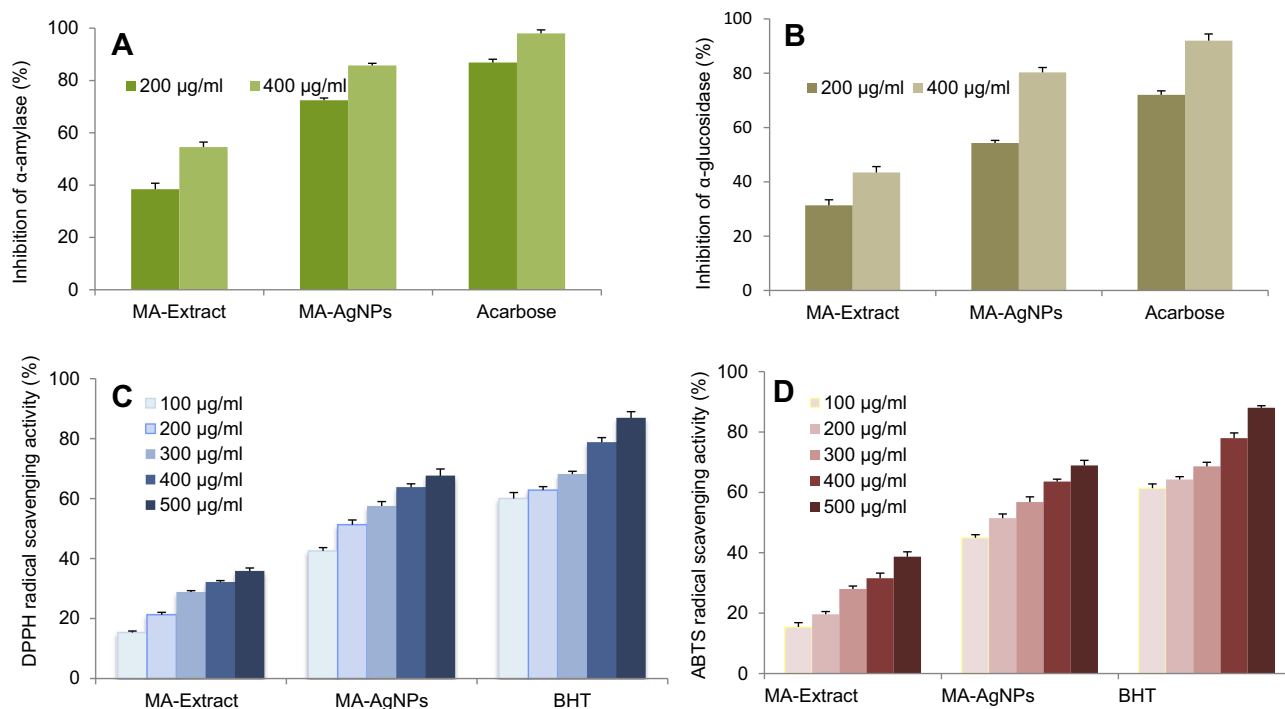 A
Inhibition of α-amylase (%)
100
80
60
40
20
0
200 µg/ml 400 µg/ml
MA-Extract MA-AgNPs Acarbose
B
Inhibition of α-glucosidase (%)
100
80
60
40
20
0
200 µg/ml 400 µg/ml
MA-Extract MA-AgNPs Acarbose
C
DPPH radical scavenging activity (%)
100
80
60
40
20
0
100 µg/ml
200 µg/ml
300 µg/ml
400 µg/ml
500 µg/ml
MA-Extract MA-AgNPs BHT
D
ABTS radical scavenging activity (%)
100
80
60
40
20
0
100 µg/ml
200 µg/ml
300 µg/ml
400 µg/ml
500 µg/ml
MA-Extract MA-AgNPs BHT